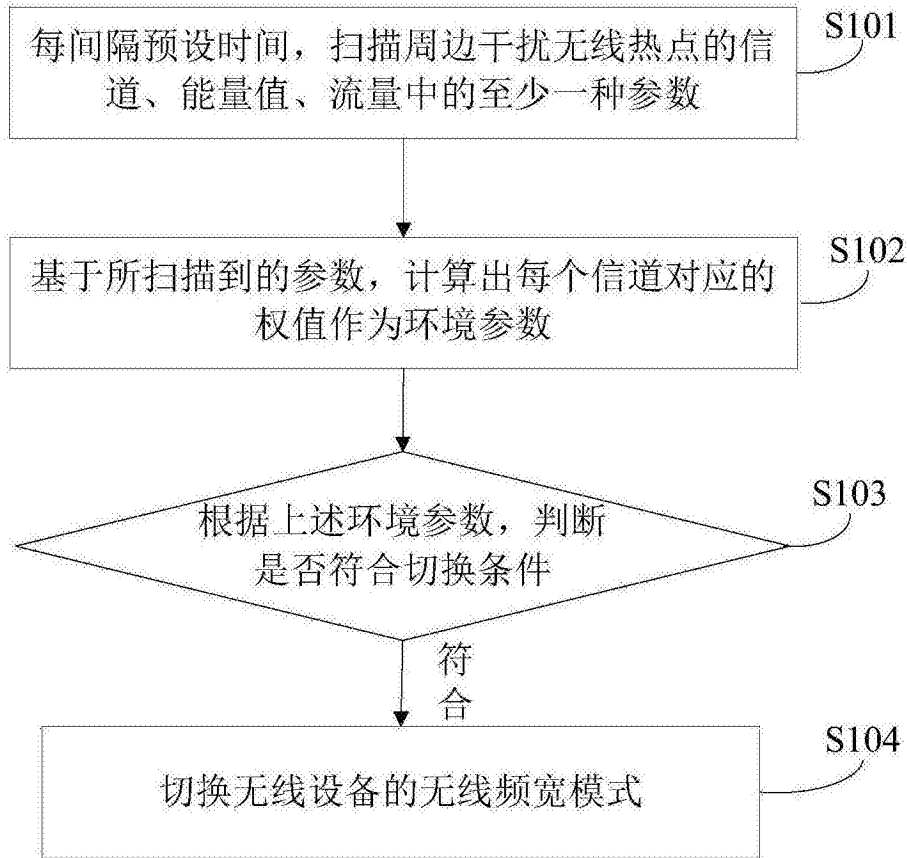 S101
每间隔预设时间，扫描周边干扰无线热点的信
道、能量值、流量中的至少一种参数
S102
基于所扫描到的参数，计算出每个信道对应的
权值作为环境参数
S103
根据上述环境参数，判断
是否符合切换条件
符
合
S104
切换无线设备的无线频宽模式